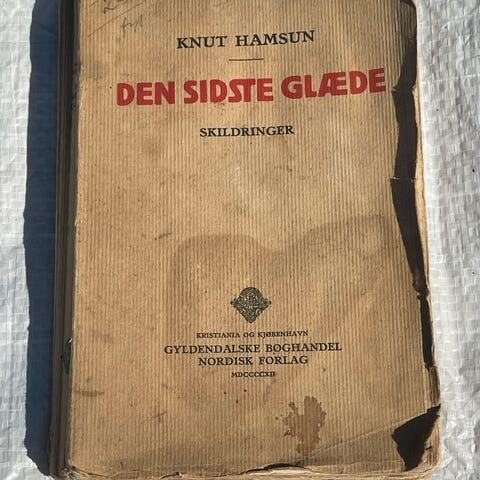 KNUT HAMSUN
DEN SIDSTE GLÆDE
SKILDRINGER
KRISTIANIA OG KJØBENHAVN
GYLDENDALSKE BOGHANDEL
NORDISK FORLAG
MDCCCCXII